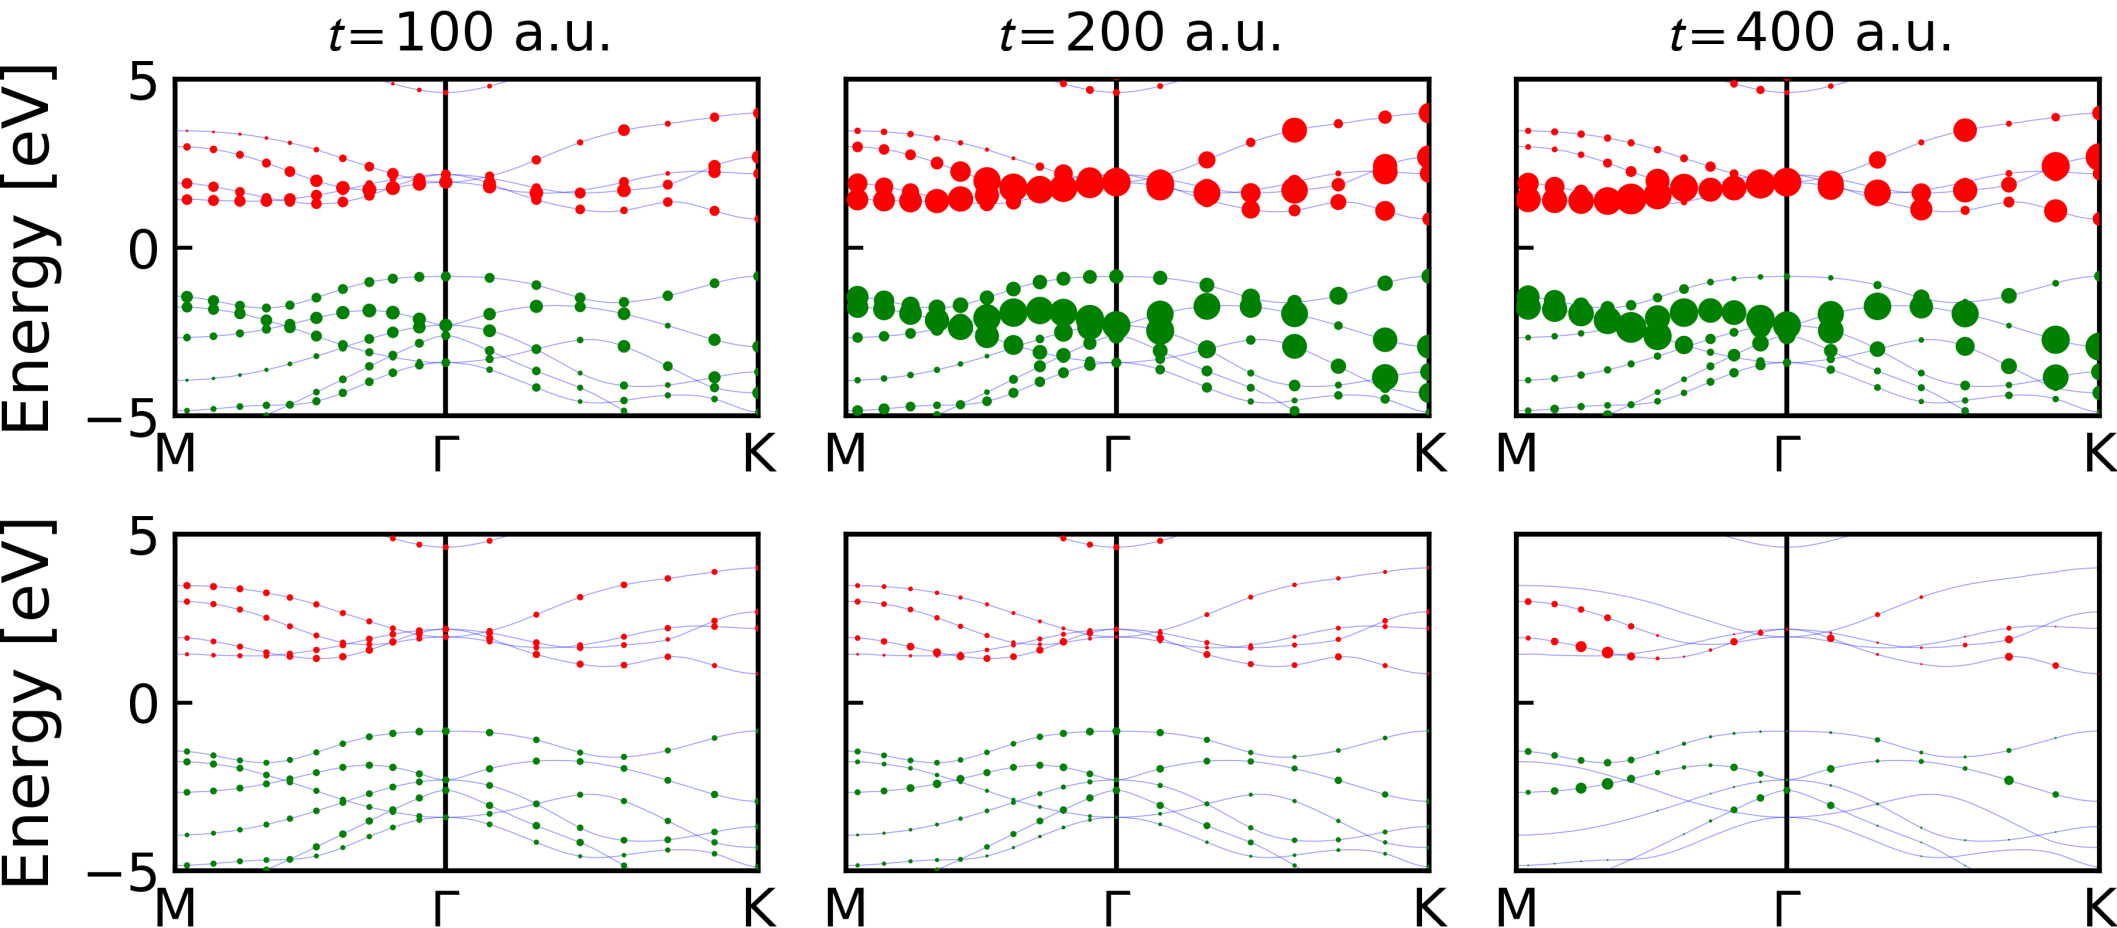 t=100 a.u. t=200 a.u. t=400 a.u.
Energy [eV]
5
0
−5
M Γ K M Γ K M Γ K
Energy [eV]
5
0
−5
M Γ K M Γ K M Γ K